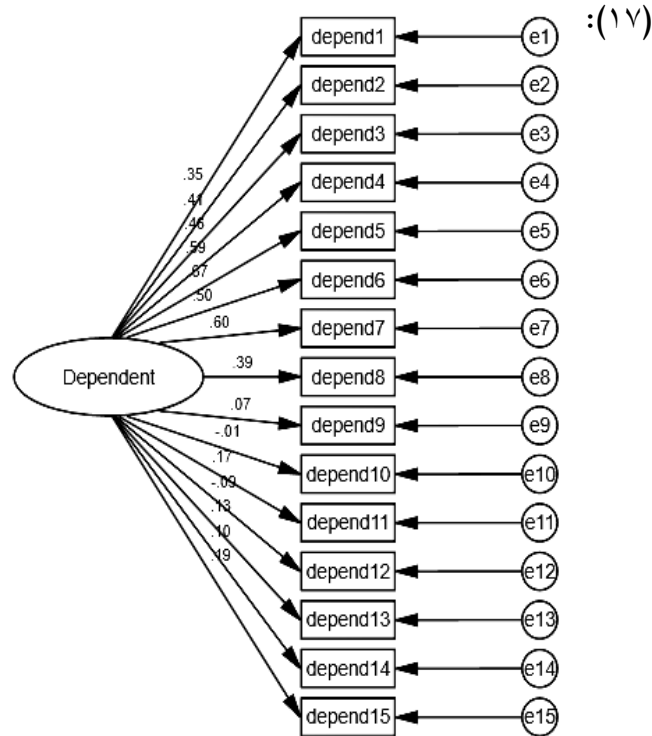 :(١٧)
depend1 e1
depend2 e2
depend3 e3
depend4 e4
depend5 e5
depend6 e6
depend7 e7
depend8 e8
depend9 e9
depend10 e10
depend11 e11
depend12 e12
depend13 e13
depend14 e14
depend15 e15
Dependent
.35
.41
.46
.59
.50
.60
.39
.07
-.01
.17
-.09
.13
.10